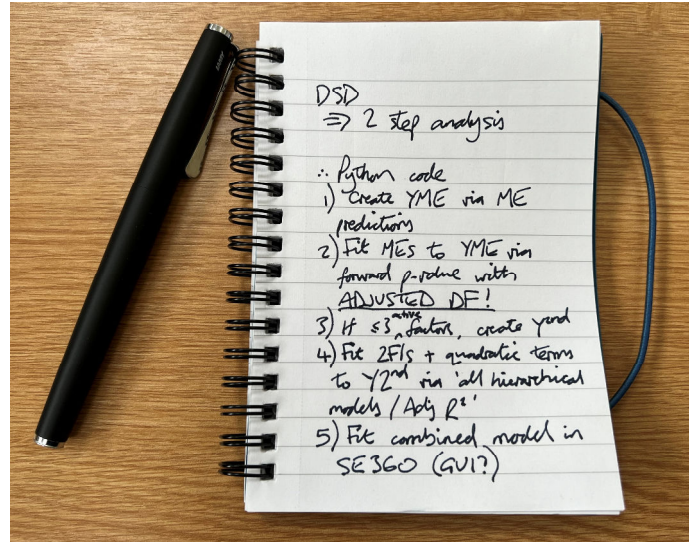 DSD
⇒ 2 step analysis
∴ Python code
1) Create YME via ME
predictions
2) Fit MEs to YME via
forward p-value with
ADJUSTED DF!
3) If ≤3 active factors, create Y2nd
4) Fit 2FIs + quadratic terms
to Y2nd via 'all hierarchical
models / Adj R²'
5) Fit combined model in
SE360 (GUI?)